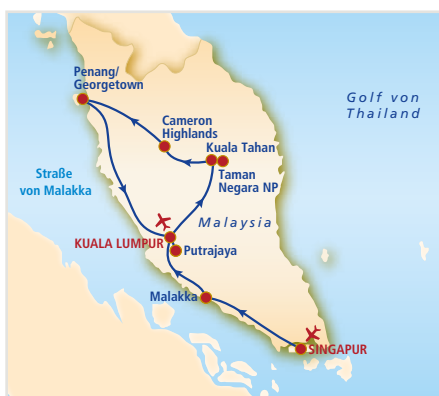 Penang/
Georgetown
Golf von
Thailand
Cameron
Highlands
Kuala Tahan
Taman
Negara NP
Straße
von Malakka
Malaysia
KUALA LUMPUR
Putrajaya
Malakka
SINGAPUR